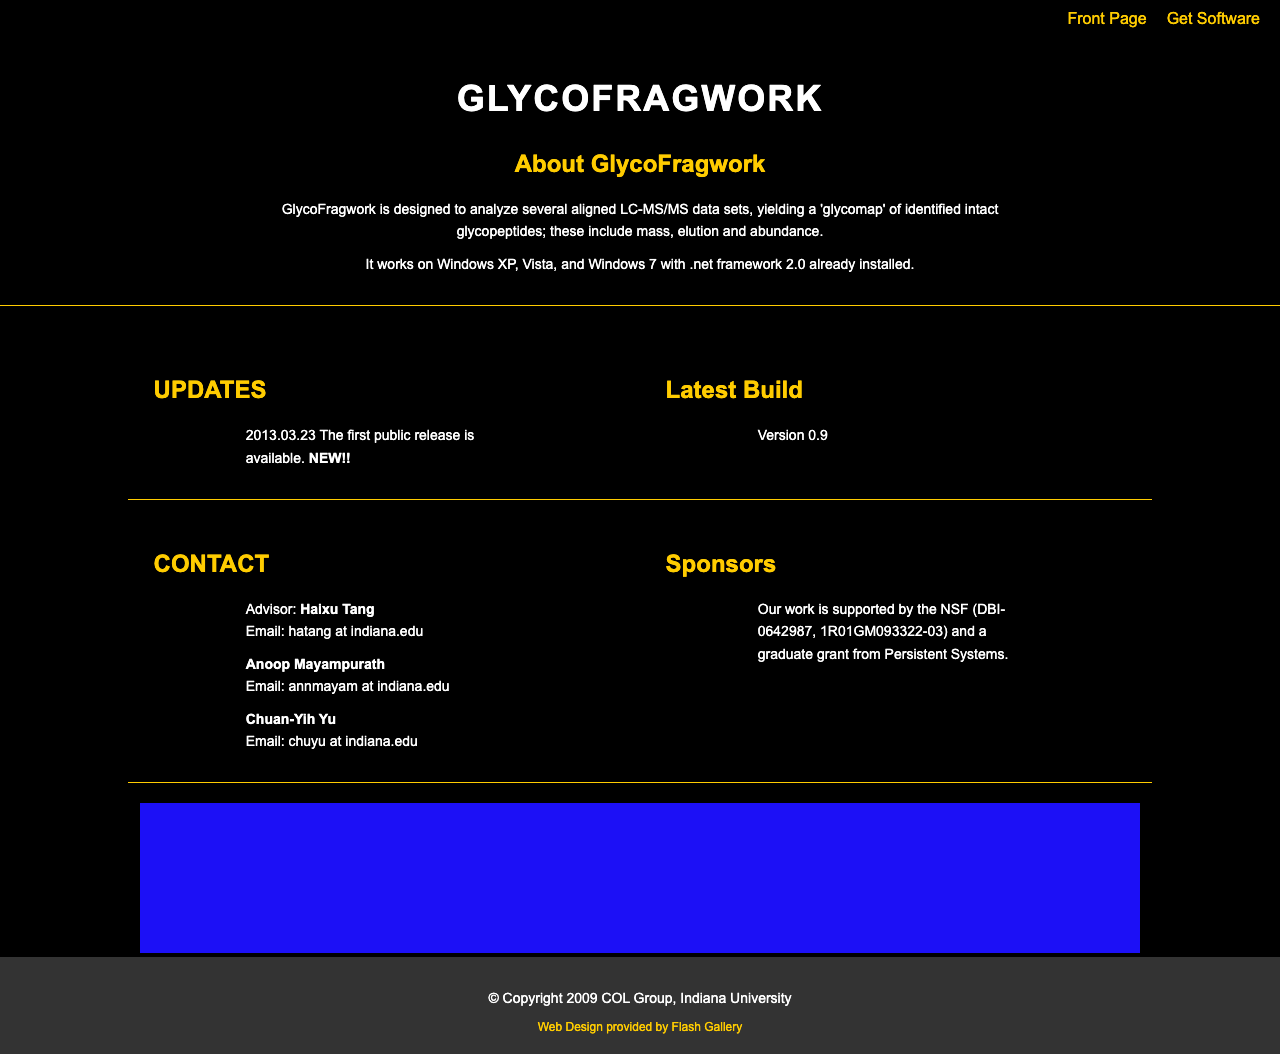 Front Page Get Software
GLYCOFRAGWORK
About GlycoFragwork
GlycoFragwork is designed to analyze several aligned LC-MS/MS data sets, yielding a 'glycomap' of identified intact
glycopeptides; these include mass, elution and abundance.
It works on Windows XP, Vista, and Windows 7 with .net framework 2.0 already installed.
UPDATES
2013.03.23 The first public release is
available. NEW!!
Latest Build
Version 0.9
CONTACT
Advisor: Haixu Tang
Email: hatang at indiana.edu
Anoop Mayampurath
Email: annmayam at indiana.edu
Chuan-Yih Yu
Email: chuyu at indiana.edu
Sponsors
Our work is supported by the NSF (DBI-
0642987, 1R01GM093322-03) and a
graduate grant from Persistent Systems.
© Copyright 2009 COL Group, Indiana University
Web Design provided by Flash Gallery